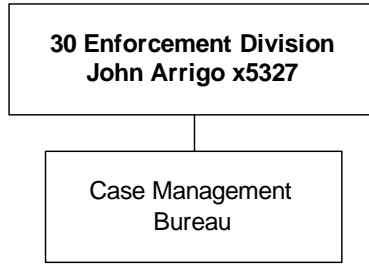 30 Enforcement Division
John Arrigo x5327
Case Management
Bureau